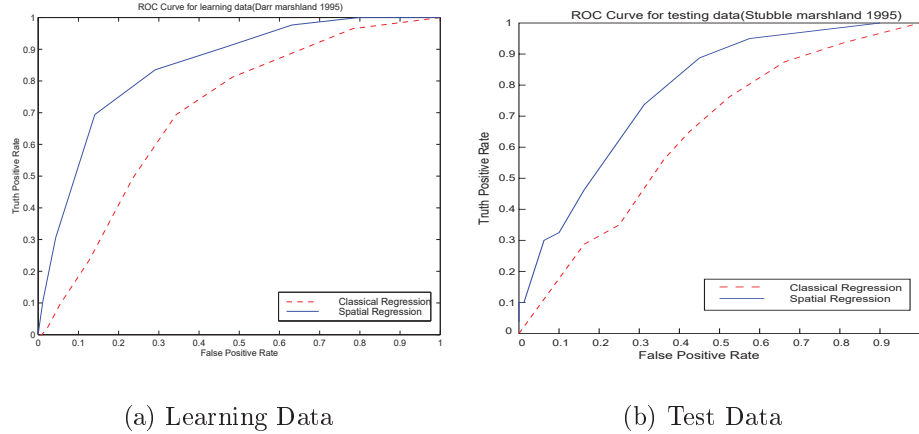 ROC Curve for learning data(Darr marshland 1995)
Truth Positive Rate
1
0.9
0.8
0.7
0.6
0.5
0.4
0.3
0.2
0.1
0
0 0.1 0.2 0.3 0.4 0.5 0.6 0.7 0.8 0.9 1
False Positive Rate
Classical Regression
Spatial Regression
(a) Learning Data
ROC Curve for testing data(Stubble marshland 1995)
Truth Positive Rate
1
0.9
0.8
0.7
0.6
0.5
0.4
0.3
0.2
0.1
0
0 0.1 0.2 0.3 0.4 0.5 0.6 0.7 0.8 0.9
False Positive Rate
Classical Regression
Spatial Regression
(b) Test Data